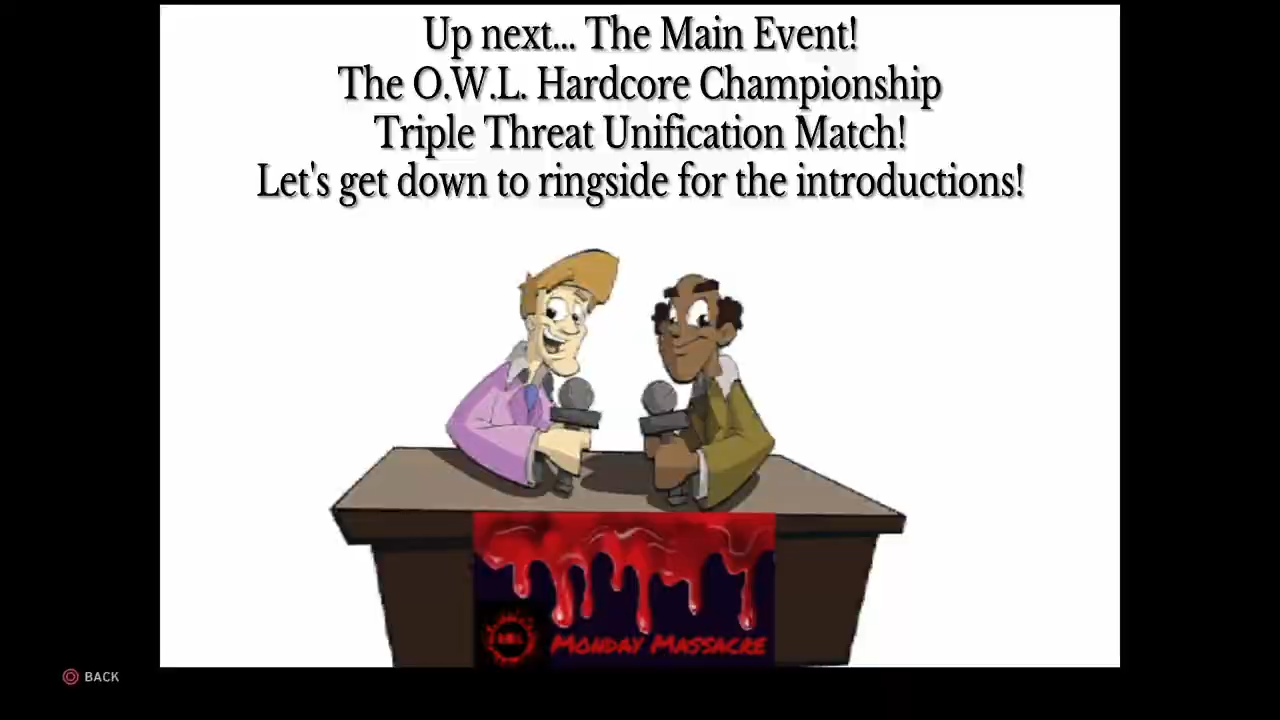 Up next... The Main Event!
The O.W.L. Hardcore Championship
Triple Threat Unification Match!
Let's get down to ringside for the introductions!
Monday Massacre
BACK